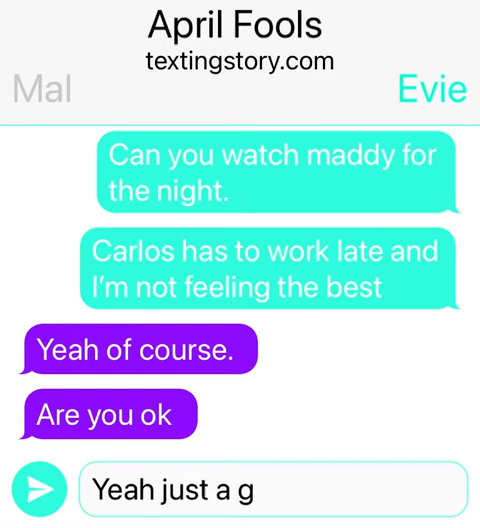 April Fools
textingstory.com
Mal
Evie
Can you watch maddy for
the night.
Carlos has to work late and
I’m not feeling the best
Yeah of course.
Are you ok
Yeah just a g